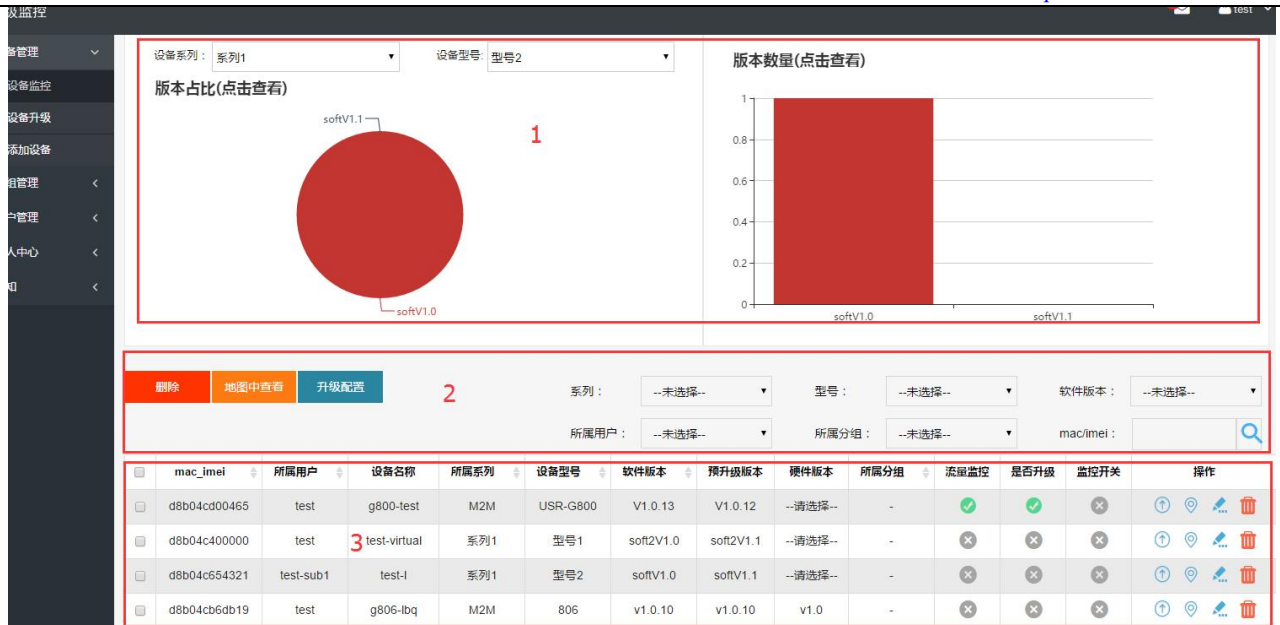 级监控
test
备管理
设备监控
设备升级
添加设备
组管理
户管理
人中心
知
设备系列： 系列1 设备型号: 型号2
版本占比(点击查看)
softV1.1
softV1.0
1
版本数量(点击查看)
1
0.8
0.6
0.4
0.2
0
softV1.0 softV1.1
删除 地图中查看 升级配置 2 系列： --未选择-- 型号： --未选择-- 软件版本： --未选择--
所属用户： --未选择-- 所属分组： --未选择-- mac/imei：
mac_imei 所属用户 设备名称 所属系列 设备型号 软件版本 预升级版本 硬件版本 所属分组 流量监控 是否升级 监控开关 操作
d8b04cd00465 test g800-test M2M USR-G800 V1.0.13 V1.0.12 --请选择-- -
d8b04c400000 test 3 test-virtual 系列1 型号1 soft2V1.0 soft2V1.1 --请选择-- -
d8b04c654321 test-sub1 test-l 系列1 型号2 softV1.0 softV1.1 --请选择-- -
d8b04cb6db19 test g806-lbq M2M 806 v1.0.10 v1.0.10 v1.0 -